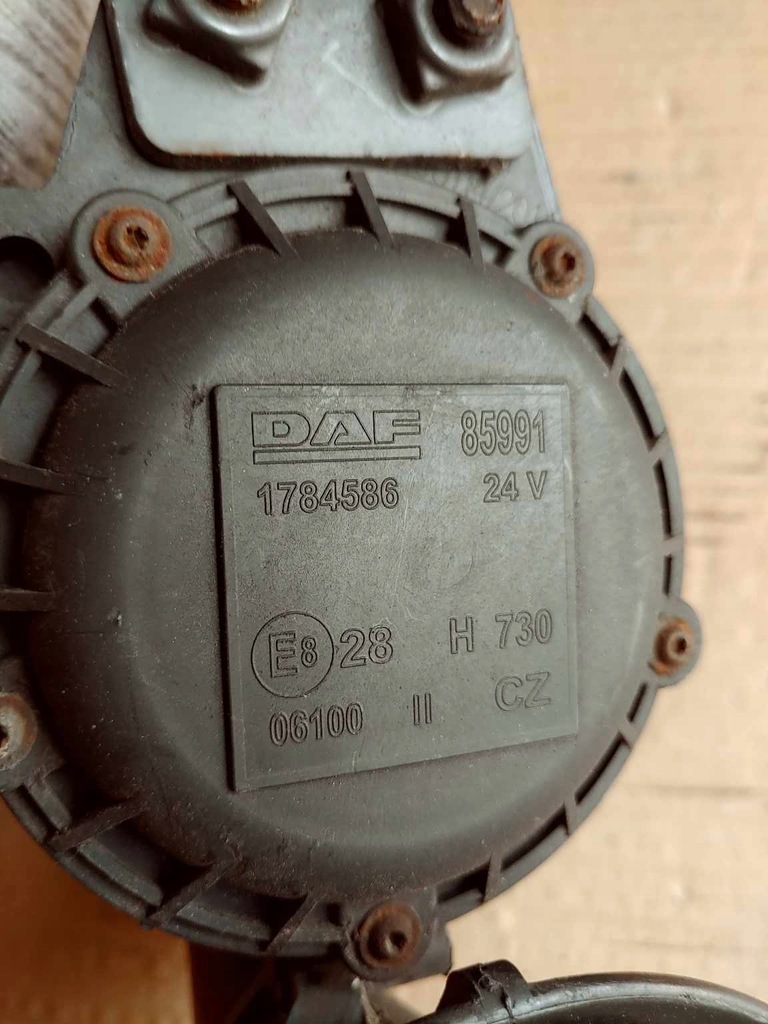 DAF 85991
1784586 24 V
E8 28 H 730
06100 II CZ